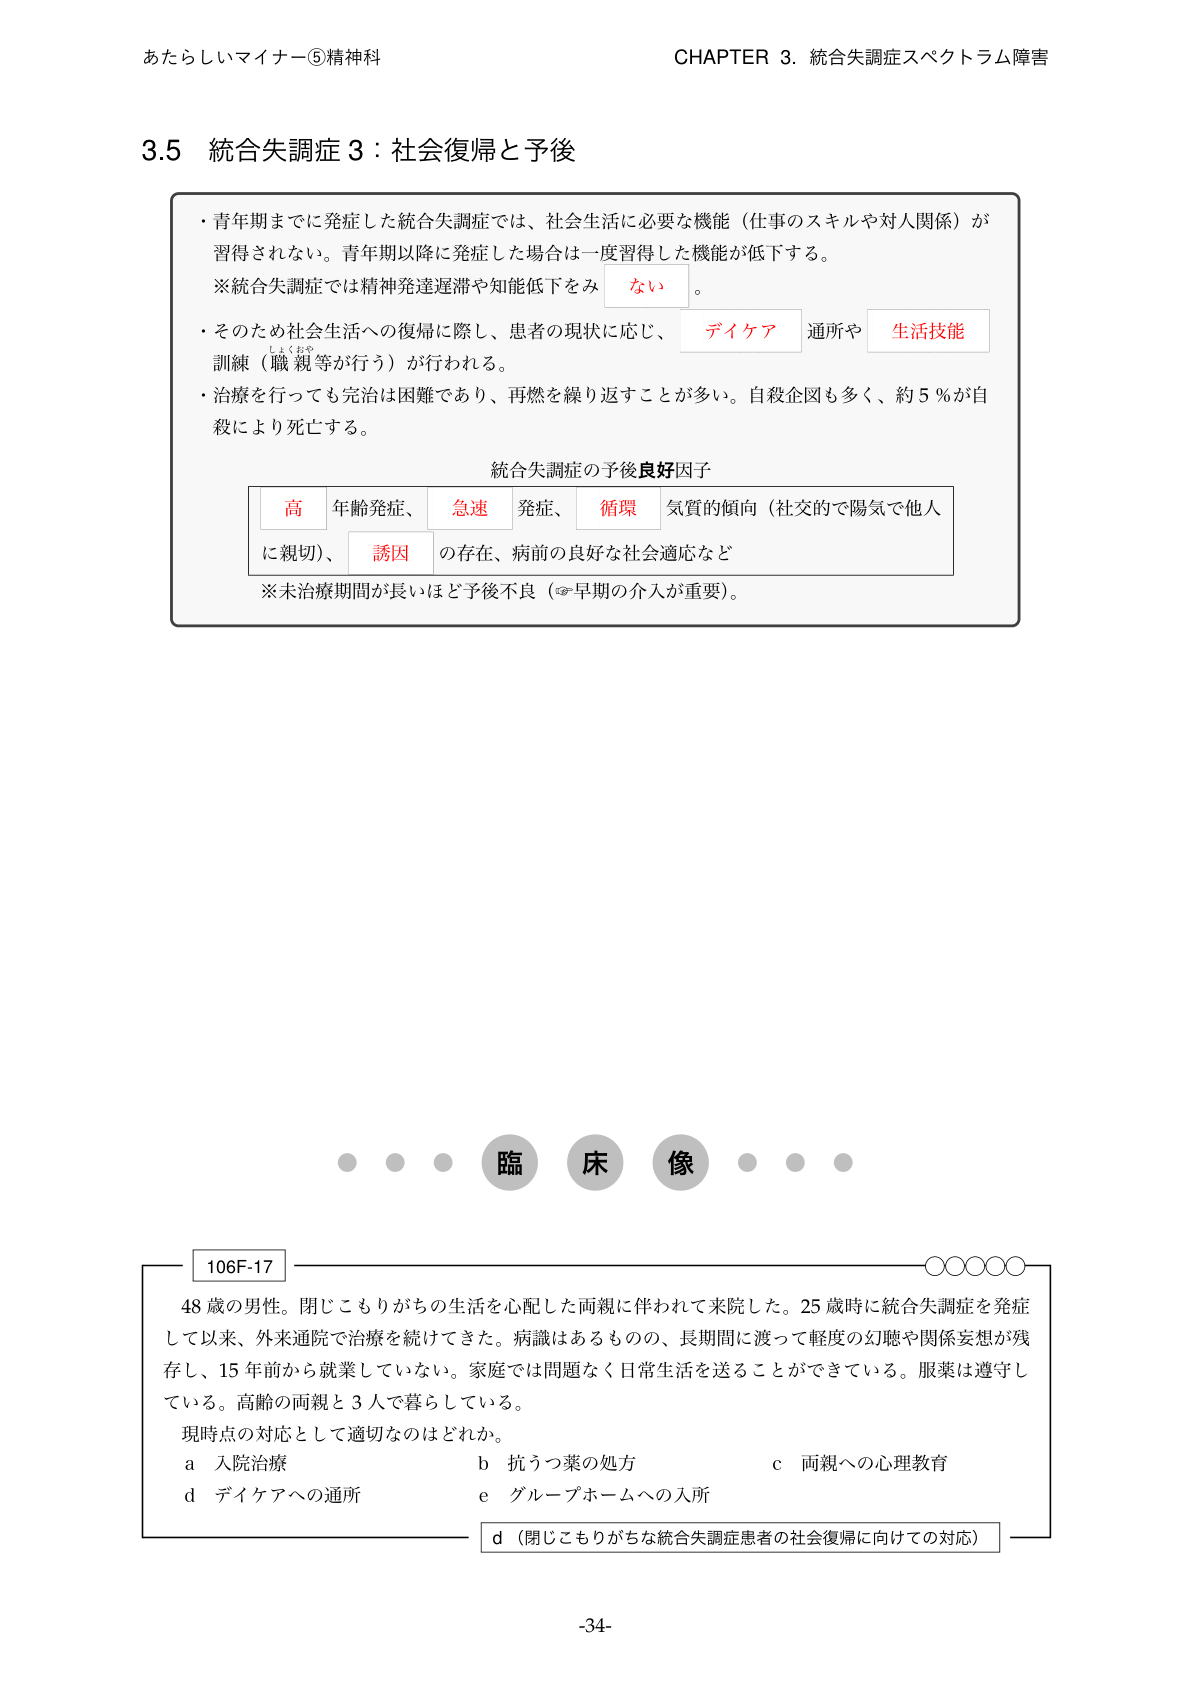 あたらしいマイナー⑤精神科 CHAPTER 3. 統合失調症スペクトラム障害
3.5 統合失調症 3：社会復帰と予後
・青年期までに発症した統合失調症では、社会生活に必要な機能（仕事のスキルや対人関係）が
習得されない。青年期以降に発症した場合は一度習得した機能が低下する。
※統合失調症では精神発達遅滞や知能低下をみ ない 。
・そのため社会生活への復帰に際し、患者の現状に応じ、 デイケア 通所や 生活技能
しょくおや
訓練（職親等が行う）が行われる。
・治療を行っても完治は困難であり、再燃を繰り返すことが多い。自殺企図も多く、約 5 %が自
殺により死亡する。
統合失調症の予後良好因子
高 年齢発症、 急速 発症、 循環 気質的傾向（社交的で陽気で他人
に親切）、 誘因 の存在、病前の良好な社会適応など
※未治療期間が長いほど予後不良（☞早期の介入が重要）。
臨床像
106F-17
48 歳の男性。閉じこもりがちの生活を心配した両親に伴われて来院した。25 歳時に統合失調症を発症
して以来、外来通院で治療を続けてきた。病識はあるものの、長期間に渡って軽度の幻聴や関係妄想が残
存し、15 年前から就業していない。家庭では問題なく日常生活を送ることができている。服薬は遵守し
ている。高齢の両親と 3 人で暮らしている。
現時点の対応として適切なのはどれか。
a 入院治療 b 抗うつ薬の処方 c 両親への心理教育
d デイケアへの通所 e グループホームへの入所
d （閉じこもりがちな統合失調症患者の社会復帰に向けての対応）
-34-